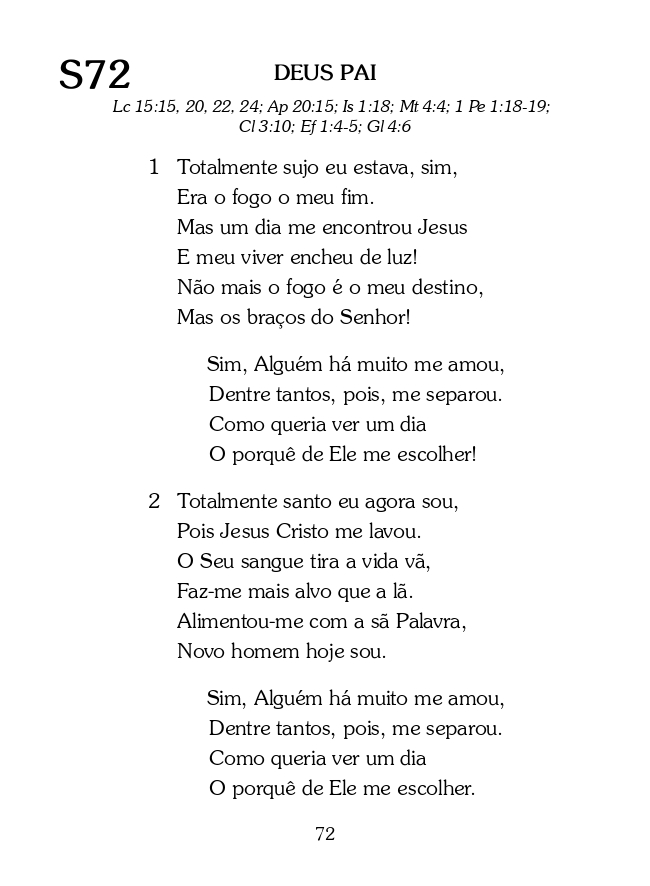 S72
DEUS PAI
Lc 15:15, 20, 22, 24; Ap 20:15; Is 1:18; Mt 4:4; 1 Pe 1:18-19;
Cl 3:10; Ef 1:4-5; Gl 4:6
1 Totalmente sujo eu estava, sim,
Era o fogo o meu fim.
Mas um dia me encontrou Jesus
E meu viver encheu de luz!
Não mais o fogo é o meu destino,
Mas os braços do Senhor!
Sim, Alguém há muito me amou,
Dentre tantos, pois, me separou.
Como queria ver um dia
O porquê de Ele me escolher!
2 Totalmente santo eu agora sou,
Pois Jesus Cristo me lavou.
O Seu sangue tira a vida vã,
Faz-me mais alvo que a lã.
Alimentou-me com a sã Palavra,
Novo homem hoje sou.
Sim, Alguém há muito me amou,
Dentre tantos, pois, me separou.
Como queria ver um dia
O porquê de Ele me escolher.
72